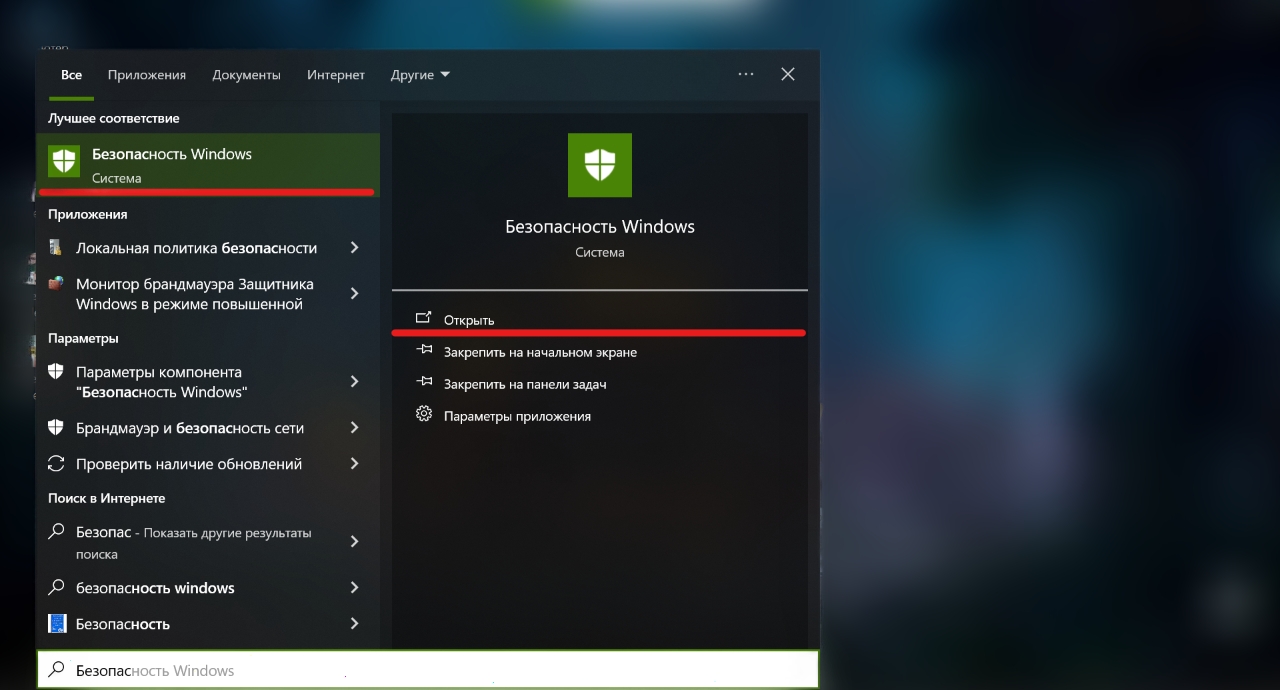 Все Приложения Документы Интернет Другие
Лучшее соответствие
Безопасность Windows
Система
Приложения
Локальная политика безопасности
Монитор брандмауэра Защитника
Windows в режиме повышенной
Параметры
Параметры компонента
"Безопасность Windows"
Брандмауэр и безопасность сети
Проверить наличие обновлений
Поиск в Интернете
Безопас - Показать другие результаты
поиска
безопасность windows
Безопасность
Безопасность Windows
Безопасность Windows
Система
Открыть
Закрепить на начальном экране
Закрепить на панели задач
Параметры приложения